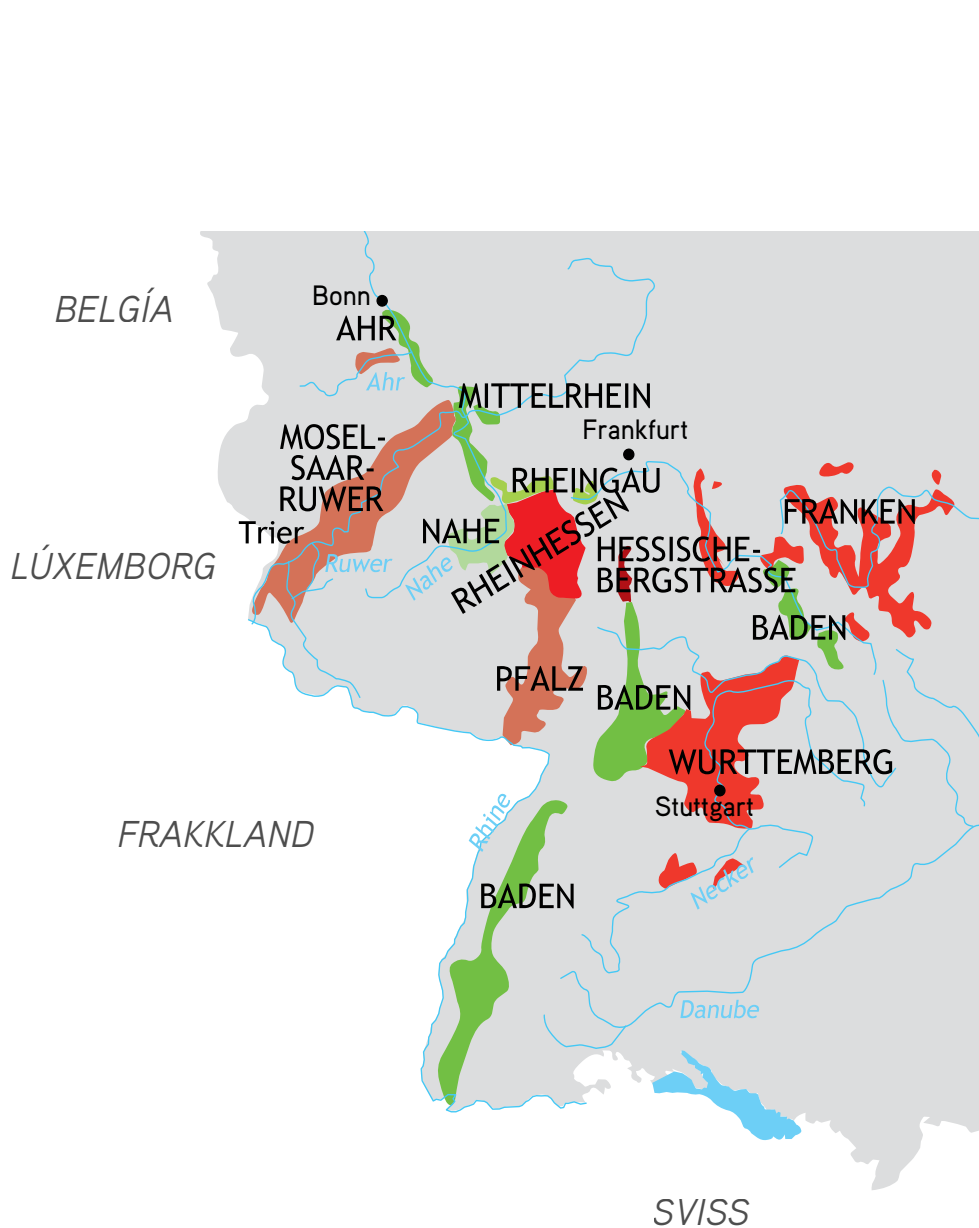 BELGÍA
Bonn
AHR
Ahr
MITTELRHEIN
Frankfurt
MOSEL-
SAAR-
RUWER
RHEINGAU
Trier
NAHE
RHEINHESSEN
FRANKEN
HESSISCHE-
BERGSTRASSE
LÚXEMBORG
Ruwer
Nahe
BADEN
PFALZ
BADEN
WURTTEMBERG
Stuttgart
FRAKKLAND
Rhine
BADEN
Necker
Danube
SVISS